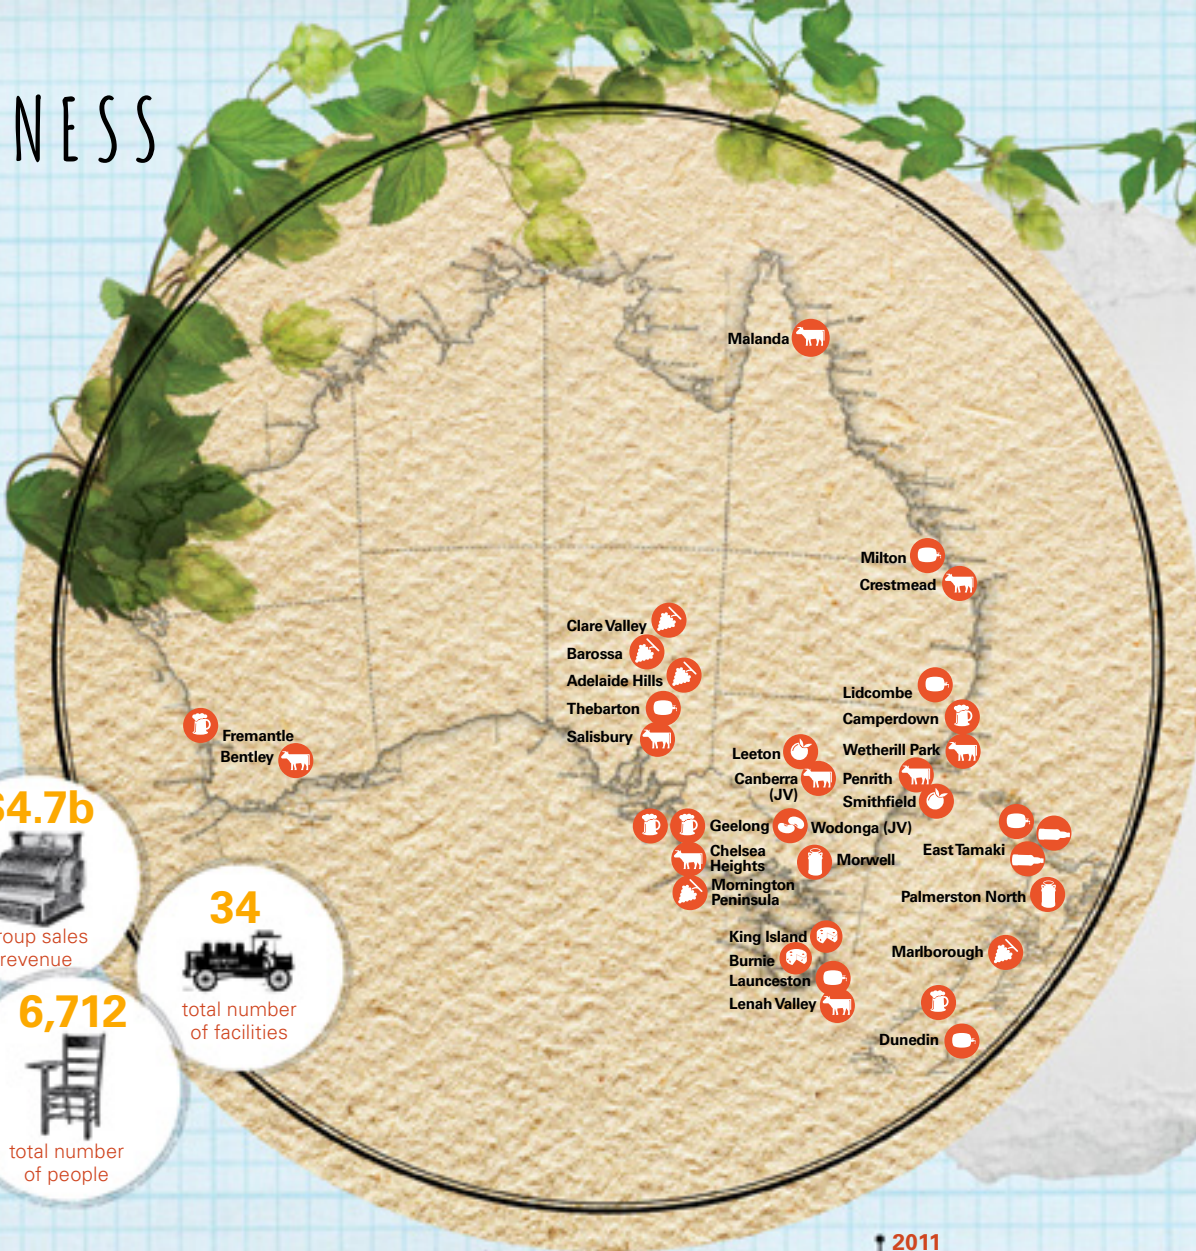 NESS
Malanda
Milton
Crestmead
Clare Valley
Barossa
Adelaide Hills
Thebarton
Salisbury
Lidcombe
Camperdown
Wetherill Park
Penrith
Smithfield
Leeton
Canberra
(JV)
Fremantle
Bentley
Geelong
Wodonga (JV)
Chelsea
Heights
Morwell
Mornington
Peninsula
East Tamaki
Palmerston North
King Island
Burnie
Launceston
Lenah Valley
Marlborough
Dunedin
$4.7b
roup sales
revenue
34
total number
of facilities
6,712
total number
of people
2011